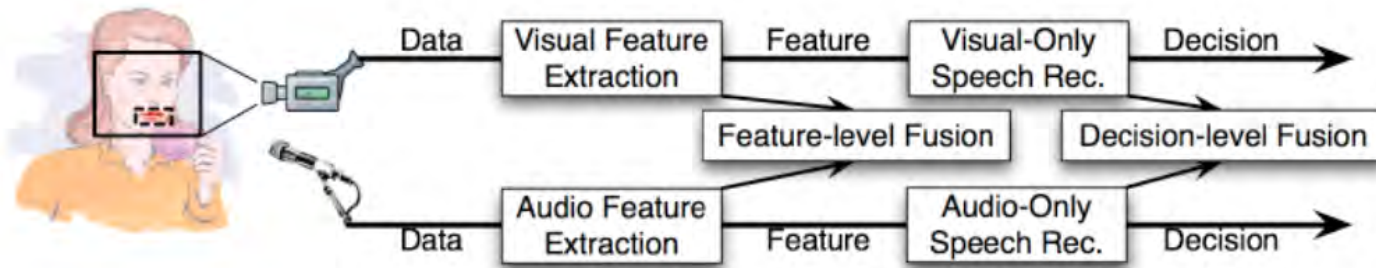 Data
Visual Feature
Extraction
Feature
Visual-Only
Speech Rec.
Decision
Feature-level Fusion
Decision-level Fusion
Data
Audio Feature
Extraction
Feature
Audio-Only
Speech Rec.
Decision